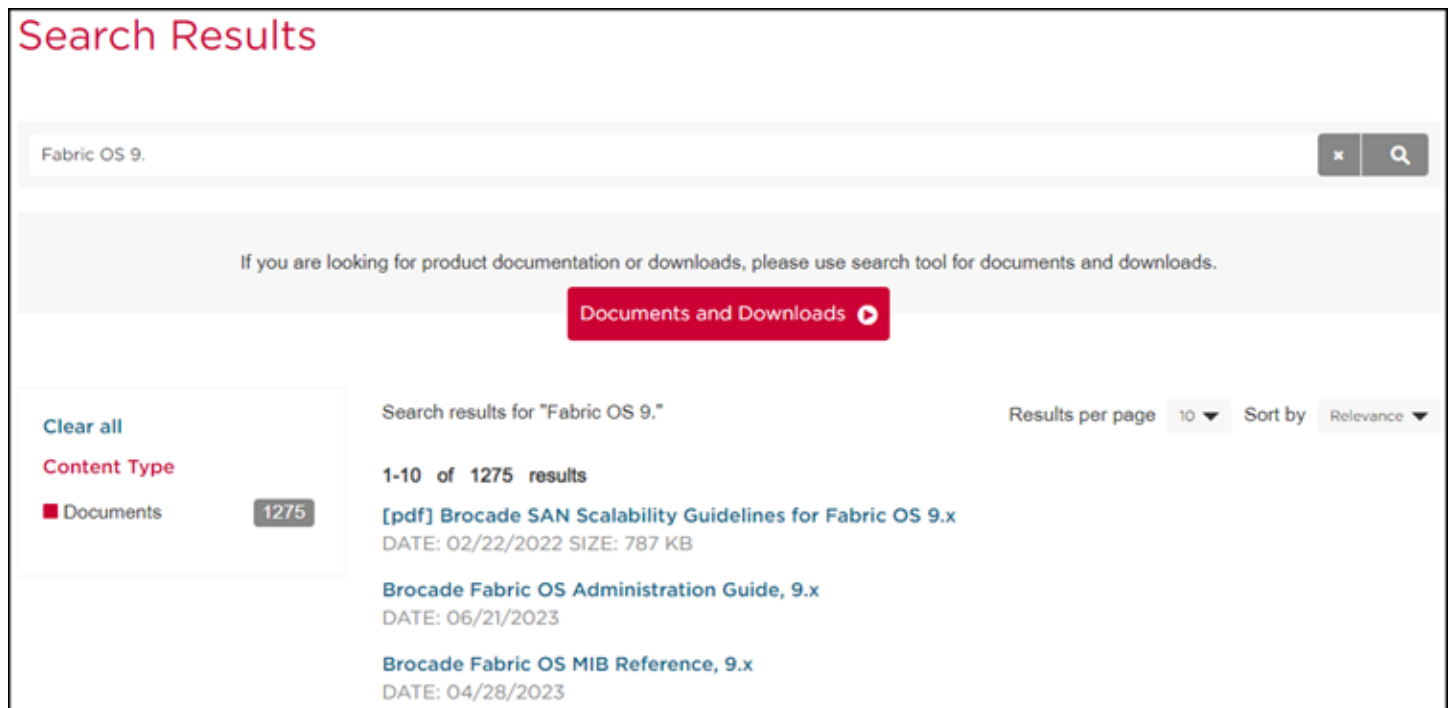 Search Results
Fabric OS 9.
If you are looking for product documentation or downloads, please use search tool for documents and downloads.
Documents and Downloads
Clear all
Content Type
Documents 1275
Search results for "Fabric OS 9."
Results per page 10 Sort by Relevance
1-10 of 1275 results
[pdf] Brocade SAN Scalability Guidelines for Fabric OS 9.x
DATE: 02/22/2022 SIZE: 787 KB
Brocade Fabric OS Administration Guide, 9.x
DATE: 06/21/2023
Brocade Fabric OS MIB Reference, 9.x
DATE: 04/28/2023